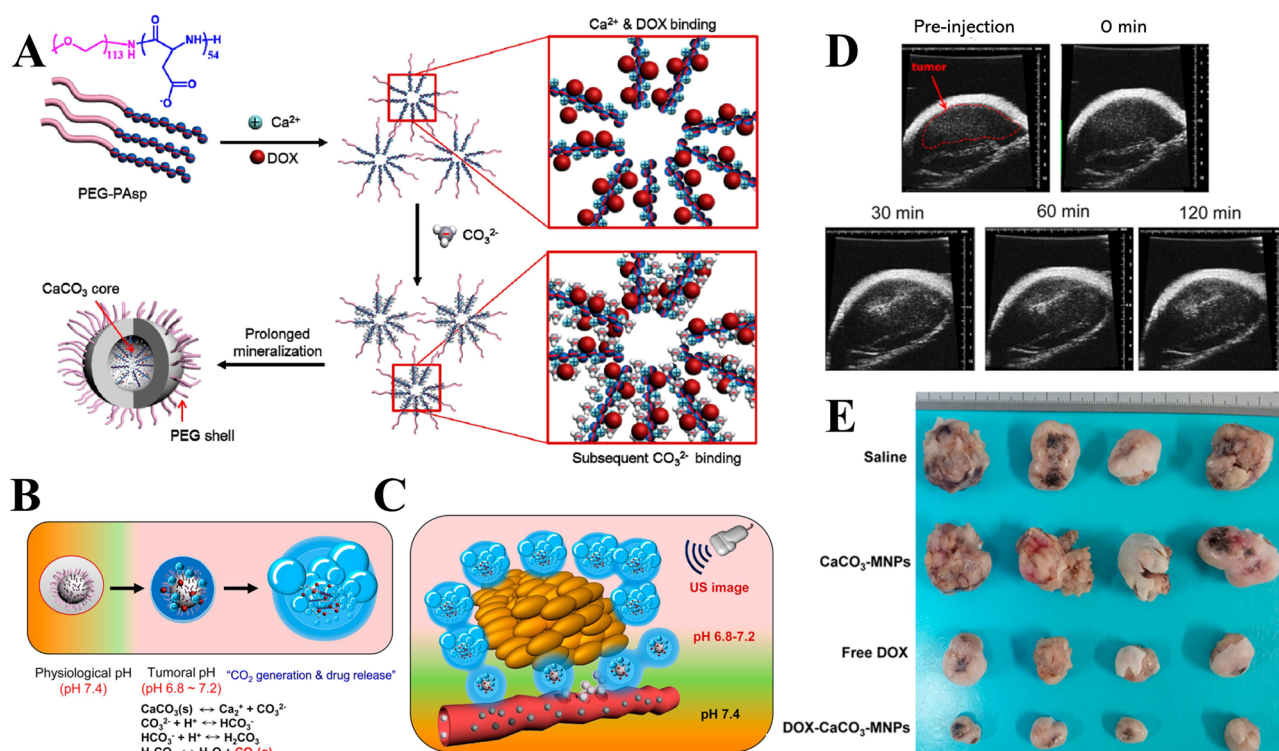 A
O
O
NH
H
O
113
N
H
54
O
-O
PEG-PAsp
Ca²⁺
DOX
CO₃²⁻
Ca²⁺ & DOX binding
Subsequent CO₃²⁻ binding
Prolonged
mineralization
CaCO₃ core
PEG shell
B
Physiological pH
(pH 7.4)
Tumoral pH
(pH 6.8 ~ 7.2)
“CO₂ generation & drug release”
CaCO₃(s) ↔ Ca₂⁺ + CO₃²⁻
CO₃²⁻ + H⁺ ↔ HCO₃⁻
HCO₃⁻ + H⁺ ↔ H₂CO₃
C
US image
pH 6.8-7.2
pH 7.4
D
Pre-injection
0 min
tumor
30 min
60 min
120 min
E
Saline
CaCO₃-MNPs
Free DOX
DOX-CaCO₃-MNPs